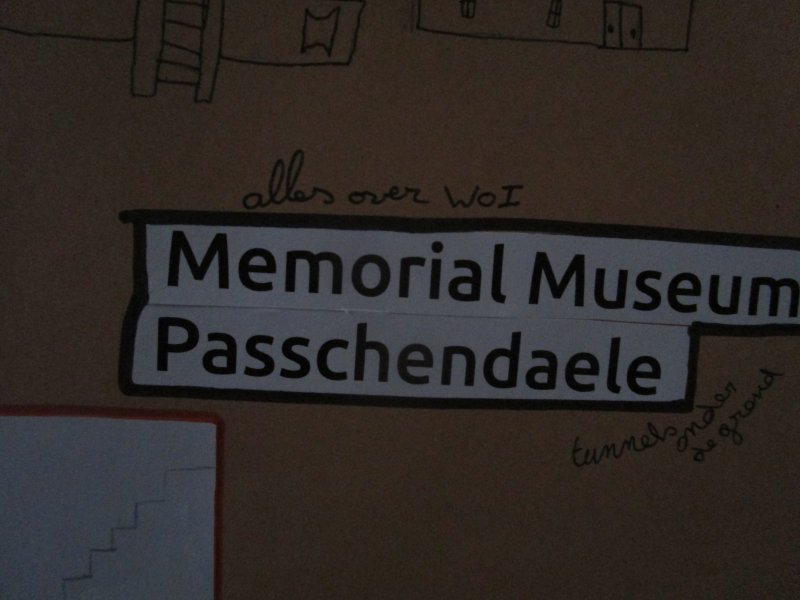 alles over WOI
Memorial Museum
Passchendaele
tunnels onder
de grond